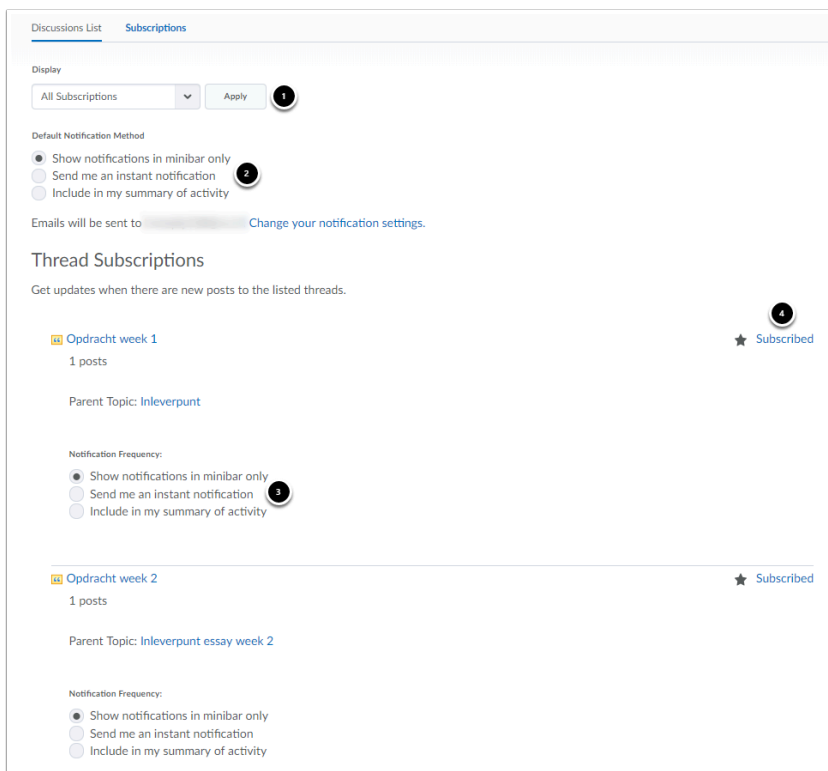 Discussions List Subscriptions
Display
All Subscriptions Apply 1
Default Notification Method
Show notifications in minibar only
Send me an instant notification 2
Include in my summary of activity
Emails will be sent to Change your notification settings.
Thread Subscriptions
Get updates when there are new posts to the listed threads.
4
Opdracht week 1 Subscribed
1 posts
Parent Topic: Inleverpunt
Notification Frequency:
Show notifications in minibar only
Send me an instant notification 3
Include in my summary of activity
Opdracht week 2 Subscribed
1 posts
Parent Topic: Inleverpunt essay week 2
Notification Frequency:
Show notifications in minibar only
Send me an instant notification
Include in my summary of activity